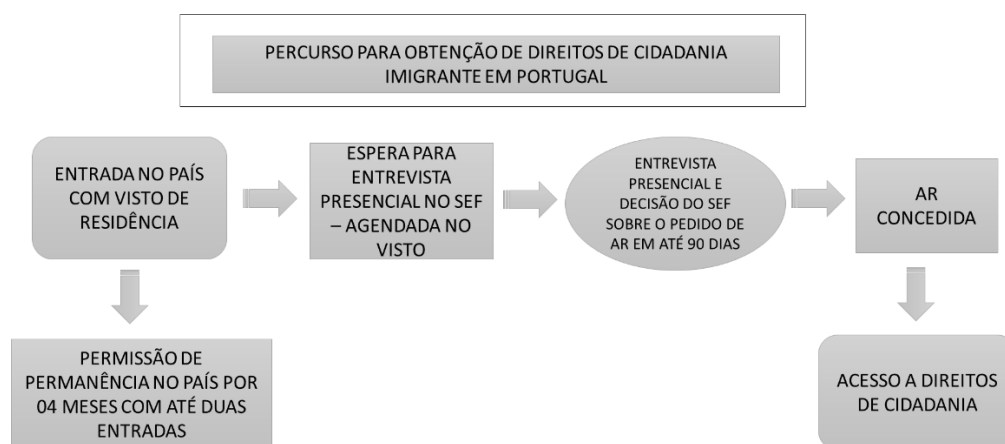 PERCURSO PARA OBTENÇÃO DE DIREITOS DE CIDADANIA
IMIGRANTE EM PORTUGAL
ENTRADA NO PAÍS
COM VISTO DE
RESIDÊNCIA
ESPERA PARA
ENTREVISTA
PRESENCIAL NO SEF
– AGENDADA NO
VISTO
ENTREVISTA
PRESENCIAL E
DECISÃO DO SEF
SOBRE O PEDIDO DE
AR EM ATÉ 90 DIAS
AR
CONCEDIDA
PERMISSÃO DE
PERMANÊNCIA NO PAÍS POR
04 MESES COM ATÉ DUAS
ENTRADAS
ACESSO A DIREITOS
DE CIDADANIA